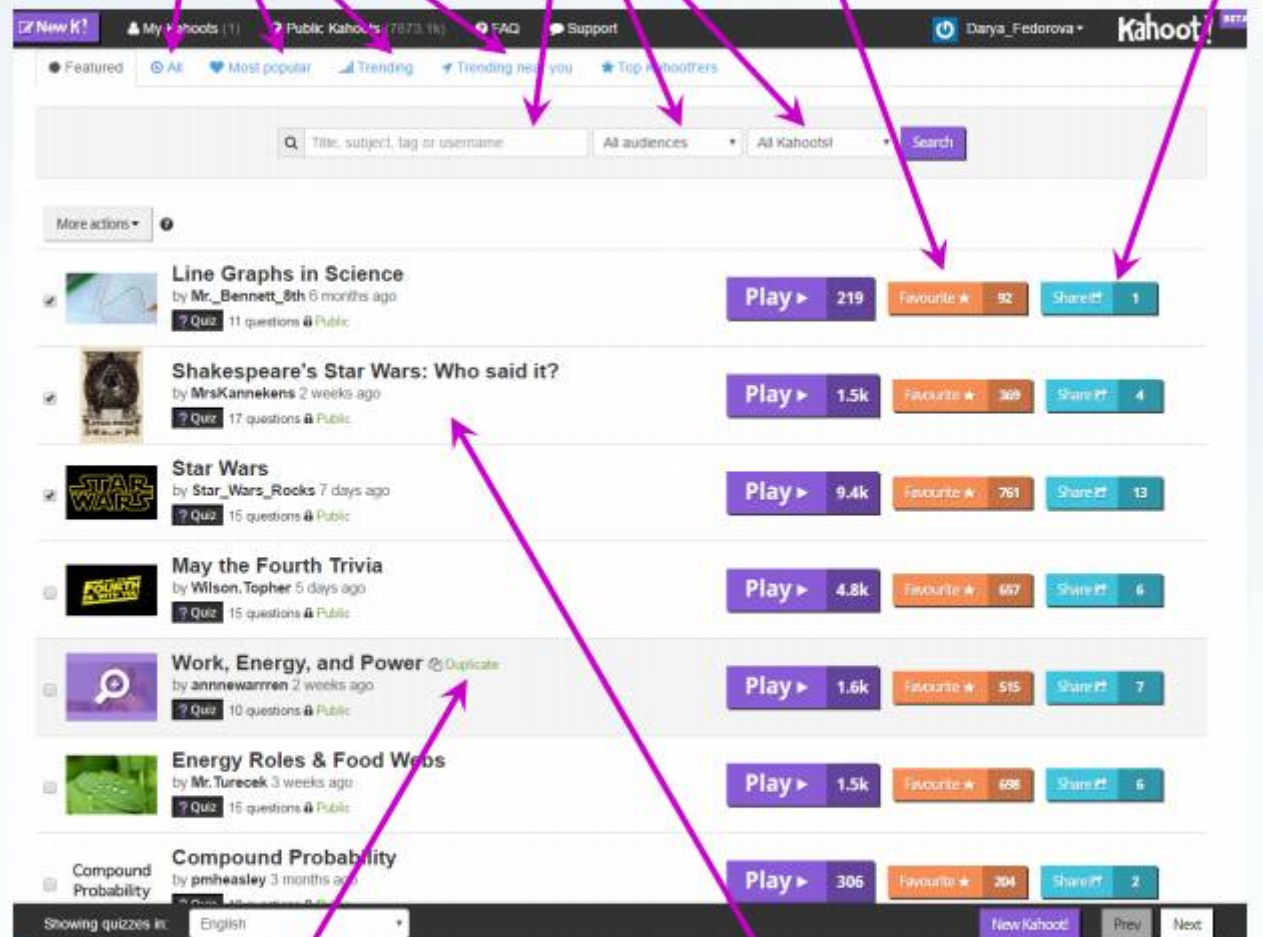 New K! My Kahoots (1) Public Kahoots (7673.1k) FAQ Support Darya_Fedorova Kahoot! BETA
Featured All Most popular Trending Trending near you Top Kahoot!'ers
Title, subject, tag or username All audiences All Kahoots! Search
More actions
Line Graphs in Science
by Mr._Bennett_8th 6 months ago
? Quiz 11 questions Public
Play 219 Favourite 92 Share 1
Shakespeare's Star Wars: Who said it?
by MrsKannekens 2 weeks ago
? Quiz 17 questions Public
Play 1.5k Favourite 369 Share 4
STAR WARS
Star Wars
by Star_Wars_Rocks 7 days ago
? Quiz 15 questions Public
Play 9.4k Favourite 761 Share 13
FOURTH
May the Fourth Trivia
by Wilson.Topher 5 days ago
? Quiz 15 questions Public
Play 4.8k Favourite 657 Share 6
Work, Energy, and Power Duplicate
by annnewarrren 2 weeks ago
? Quiz 10 questions Public
Play 1.6k Favourite 515 Share 7
Energy Roles & Food Webs
by Mr.Turecek 3 weeks ago
? Quiz 15 questions Public
Play 1.5k Favourite 698 Share 6
Compound Probability
Compound Probability
by pmheasley 3 months ago
Play 306 Favourite 204 Share 2
Showing quizzes in: English New Kahoot! Prev Next